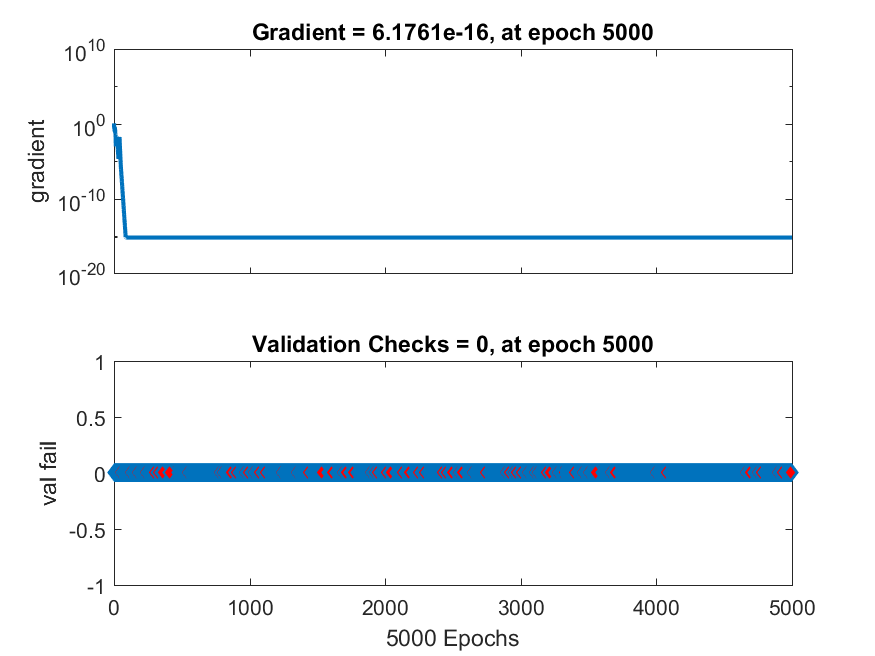 Gradient = 6.1761e-16, at epoch 5000
10^10
10^0
10^-10
10^-20
gradient
Validation Checks = 0, at epoch 5000
1
0.5
0
-0.5
-1
val fail
0 1000 2000 3000 4000 5000
5000 Epochs